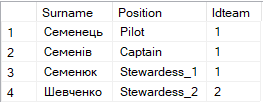 Surname Position Idteam
1 Семенець Pilot 1
2 Семенів Captain 1
3 Семенюк Stewardess_1 1
4 Шевченко Stewardess_2 2